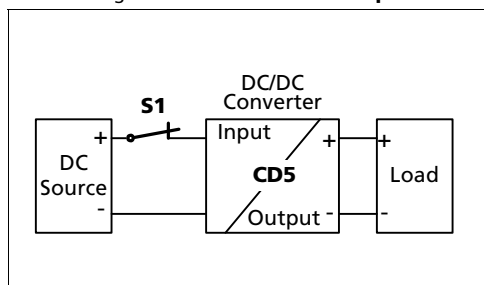 DC/DC
Converter
S1
+
Input
+
+
DC
Source
CD5
Load
-
Output
-
-